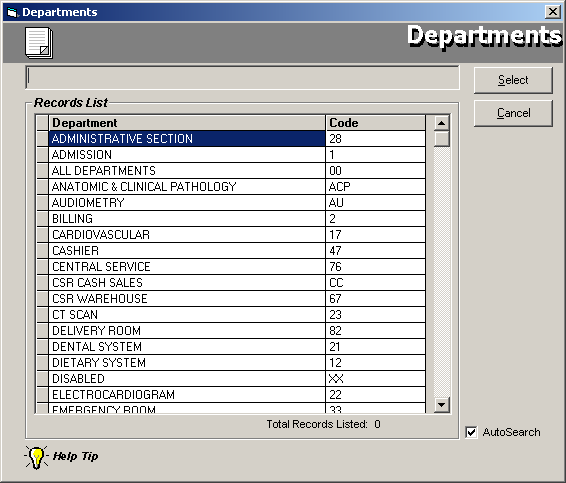 Departments
Departments
Select
Records List
Cancel
Department Code
ADMINISTRATIVE SECTION 28
ADMISSION 1
ALL DEPARTMENTS 00
ANATOMIC & CLINICAL PATHOLOGY ACP
AUDIOMETRY AU
BILLING 2
CARDIOVASCULAR 17
CASHIER 47
CENTRAL SERVICE 76
CSR CASH SALES CC
CSR WAREHOUSE 67
CT SCAN 23
DELIVERY ROOM 82
DENTAL SYSTEM 21
DIETARY SYSTEM 12
DISABLED XX
ELECTROCARDIOGRAM 22
EMERGENCY ROOM 33
Total Records Listed: 0
AutoSearch
Help Tip